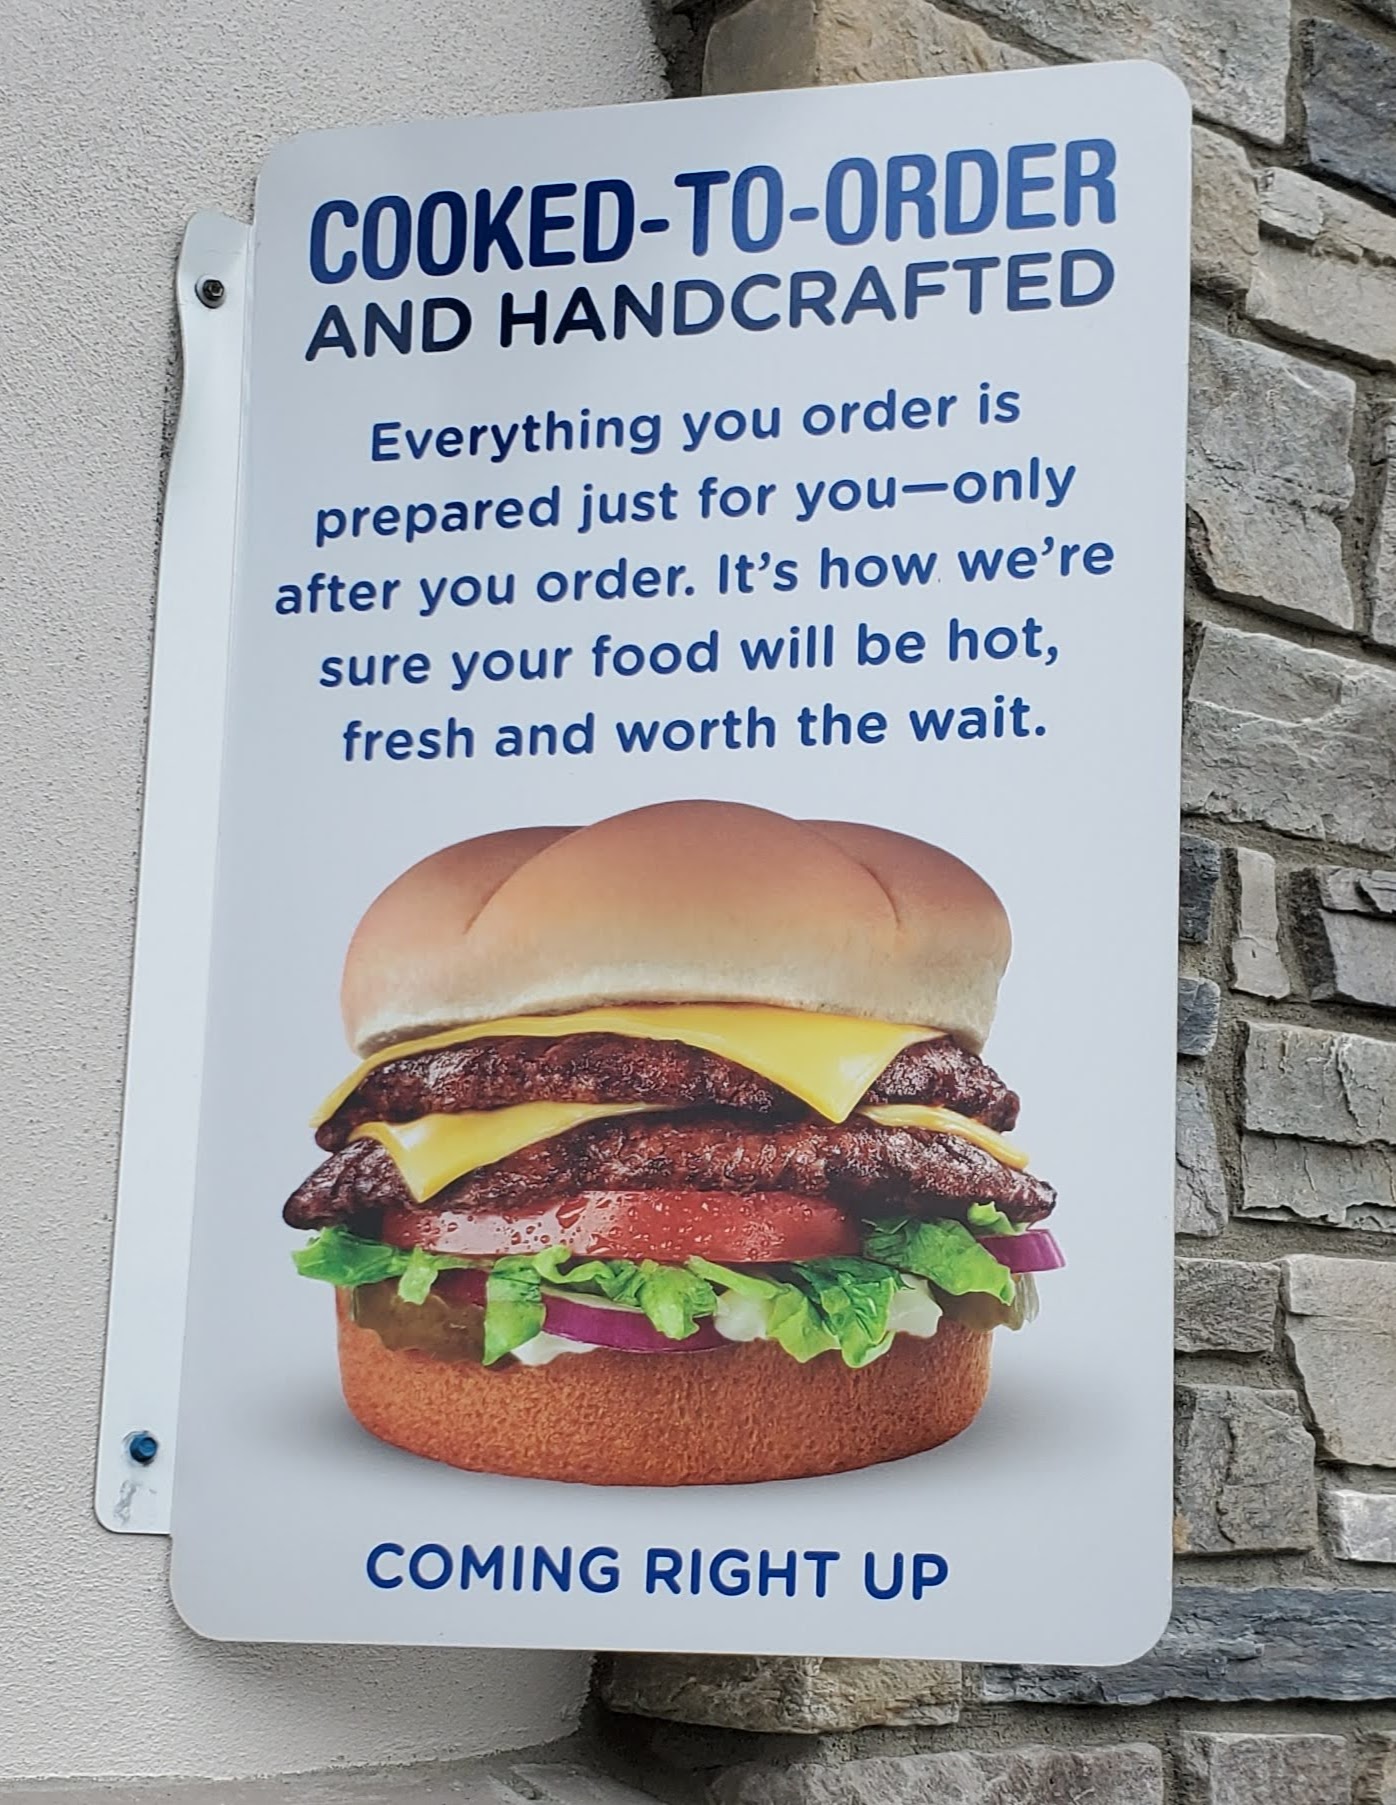 COOKED-TO-ORDER
AND HANDCRAFTED
Everything you order is
prepared just for you—only
after you order. It's how we're
sure your food will be hot,
fresh and worth the wait.
COMING RIGHT UP